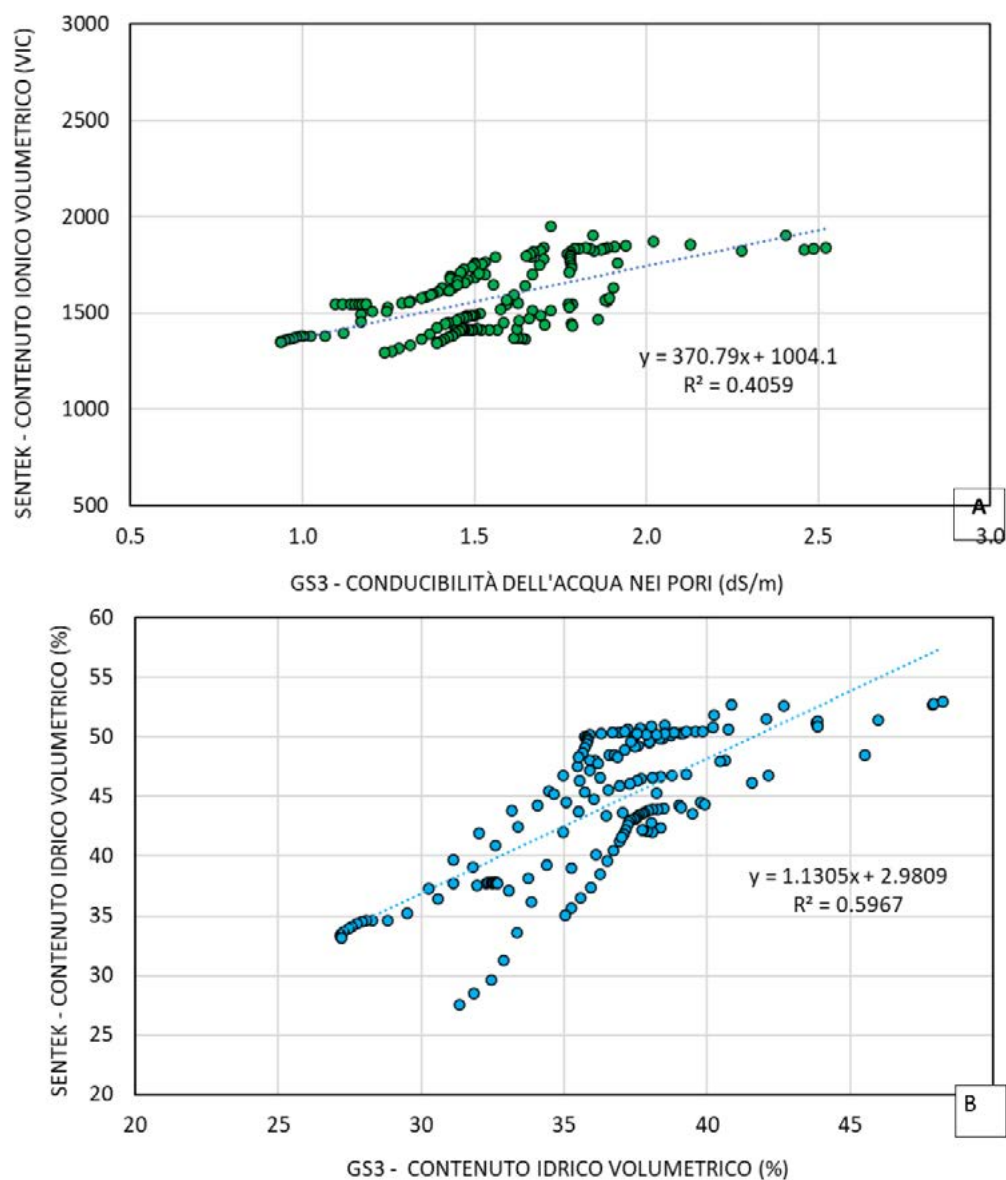 3000
2500
2000
1500
1000
500
SENTEK - CONTENUTO IONICO VOLUMETRICO (VIC)
y = 370.79x + 1004.1
R² = 0.4059
A
0.5 1.0 1.5 2.0 2.5 3.0
GS3 - CONDUCIBILITÀ DELL'ACQUA NEI PORI (dS/m)
60
55
50
45
40
35
30
25
20
SENTEK - CONTENUTO IDRICO VOLUMETRICO (%)
y = 1.1305x + 2.9809
R² = 0.5967
B
20 25 30 35 40 45
GS3 - CONTENUTO IDRICO VOLUMETRICO (%)